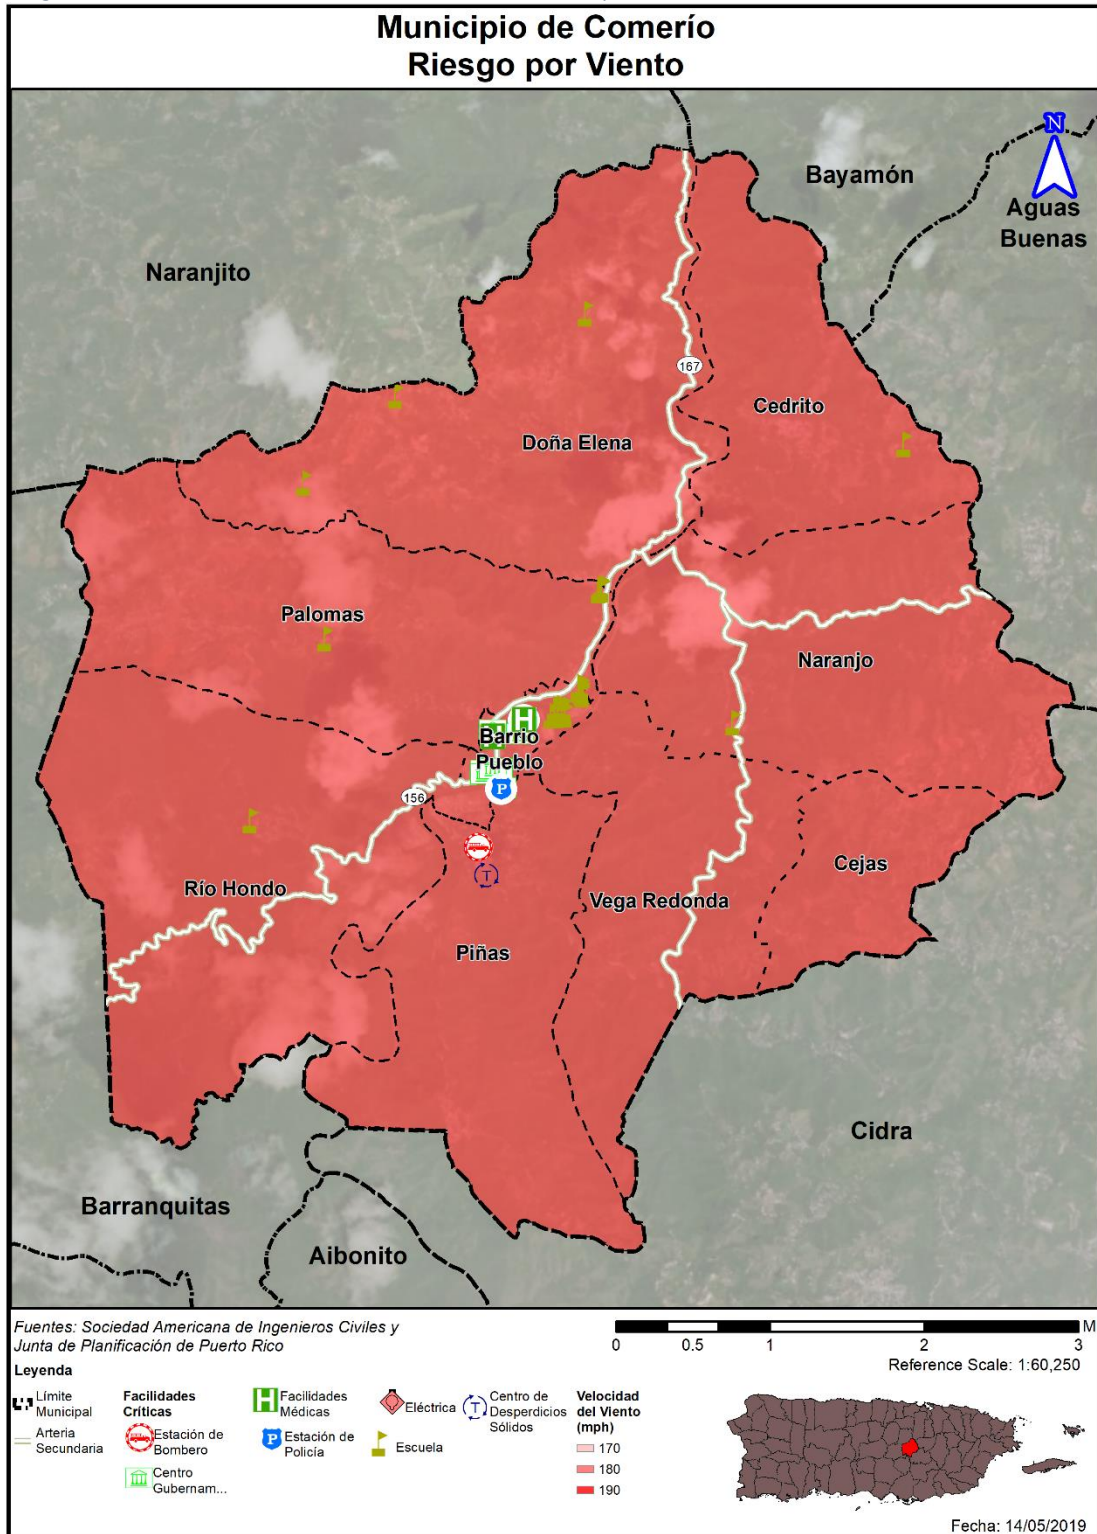 Municipio de Comerío
Riesgo por Viento
N
Bayamón
Aguas
Buenas
Naranjito
167
Cedrito
Doña Elena
Palomas
Naranjo
H
H
Barrio
Pueblo
P
156
T
Cejas
Río Hondo
Vega Redonda
Piñas
Cidra
Barranquitas
Aibonito
Fuentes: Sociedad Americana de Ingenieros Civiles y
Junta de Planificación de Puerto Rico
0 0.5 1 2 3 M
Reference Scale: 1:60,250
Leyenda
Límite
Municipal
Arteria
Secundaria
Facilidades
Críticas
Estación de
Bombero
Centro
Gubernam...
H Facilidades
Médicas
P Estación de
Policía
Eléctrica
Escuela
T Centro de
Desperdicios
Sólidos
Velocidad
del Viento
(mph)
170
180
190
Fecha: 14/05/2019